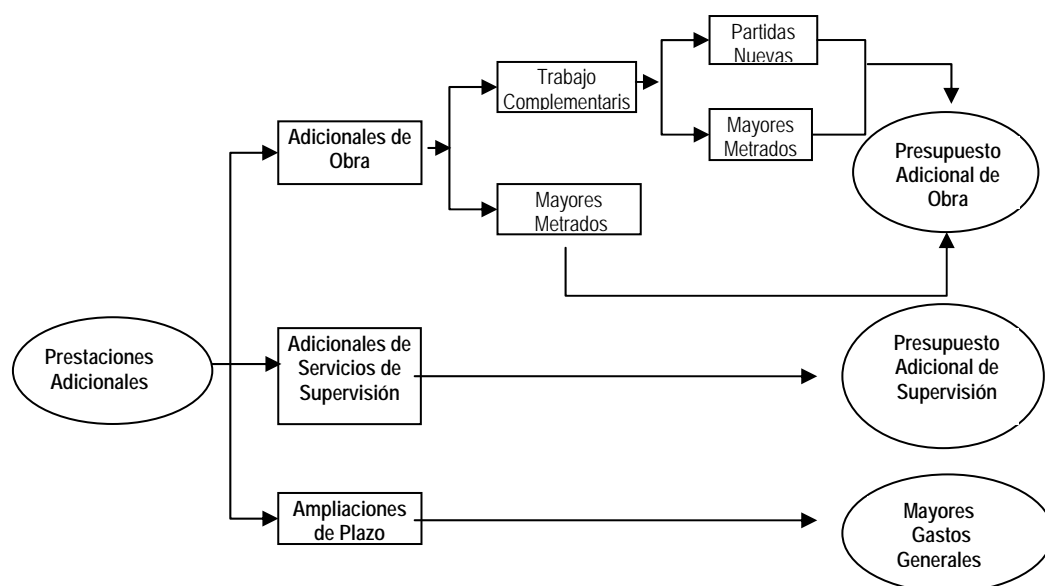 Partidas
Nuevas
Trabajo
Complementaris
Mayores
Metrados
Adicionales de
Obra
Presupuesto
Adicional de
Obra
Mayores
Metrados
Prestaciones
Adicionales
Adicionales de
Servicios de
Supervisión
Presupuesto
Adicional de
Supervisión
Ampliaciones
de Plazo
Mayores
Gastos
Generales